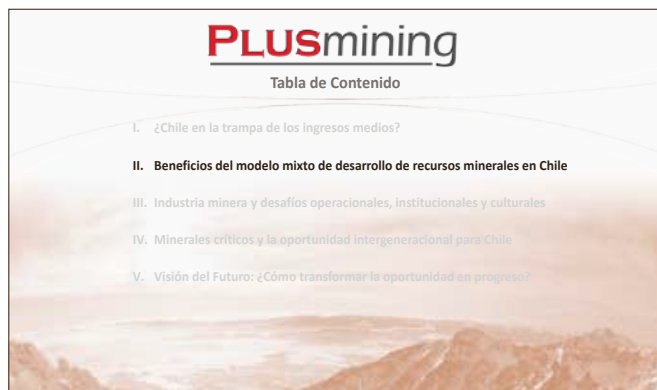 PLUSmining
Tabla de Contenido
I. ¿Chile en la trampa de los ingresos medios?
II. Beneficios del modelo mixto de desarrollo de recursos minerales en Chile
III. Industria minera y desafíos operacionales, institucionales y culturales
IV. Minerales críticos y la oportunidad intergeneracional para Chile
V. Visión del Futuro: ¿Cómo transformar la oportunidad en progreso?